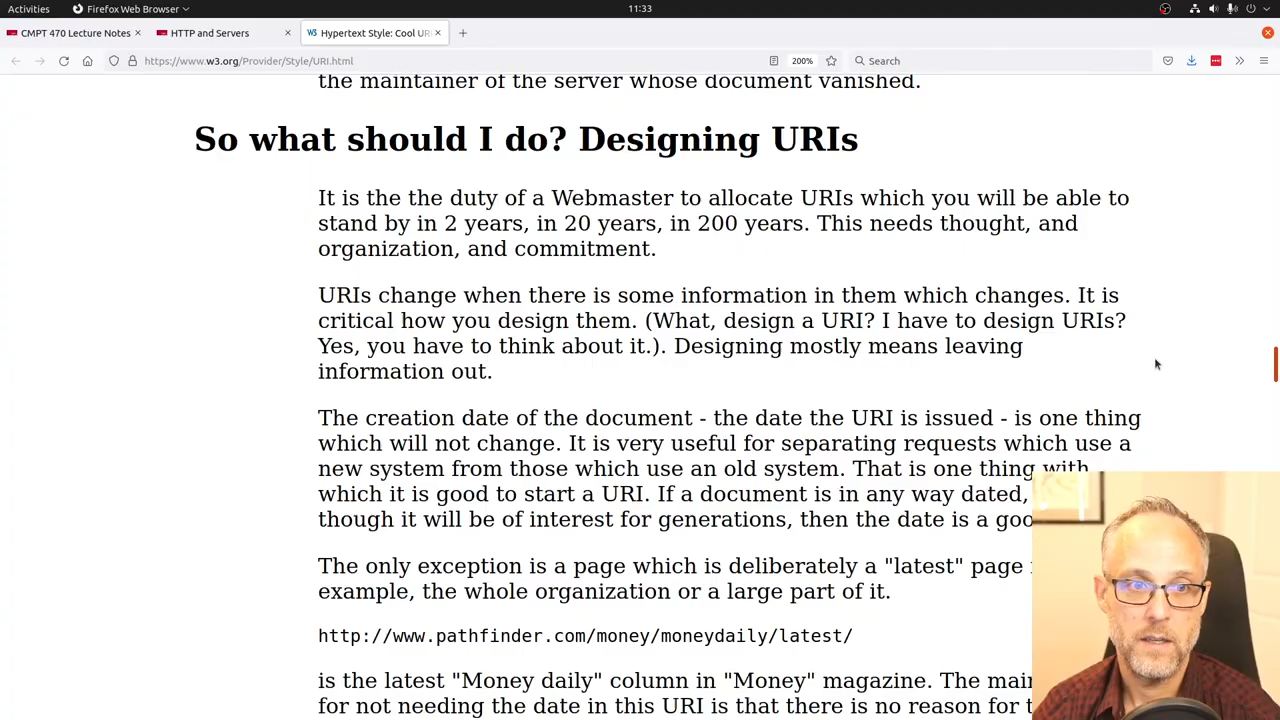 Activities
Firefox Web Browser
11:33
CMPT 470 Lecture Notes
HTTP and Servers
W3
Hypertext Style: Cool UR
https://www.w3.org/Provider/Style/URI.html
200%
Search
the maintainer of the server whose document vanished.
So what should I do? Designing URIs
It is the the duty of a Webmaster to allocate URIs which you will be able to
stand by in 2 years, in 20 years, in 200 years. This needs thought, and
organization, and commitment.
URIs change when there is some information in them which changes. It is
critical how you design them. (What, design a URI? I have to design URIs?
Yes, you have to think about it.). Designing mostly means leaving
information out.
The creation date of the document - the date the URI is issued - is one thing
which will not change. It is very useful for separating requests which use a
new system from those which use an old system. That is one thing with
which it is good to start a URI. If a document is in any way dated,
though it will be of interest for generations, then the date is a
The only exception is a page which is deliberately a "latest" page
example, the whole organization or a large part of it.
http://www.pathfinder.com/money/moneydaily/latest/
is the latest "Money daily" column in "Money" magazine. The
for not needing the date in this URI is that there is no reason for